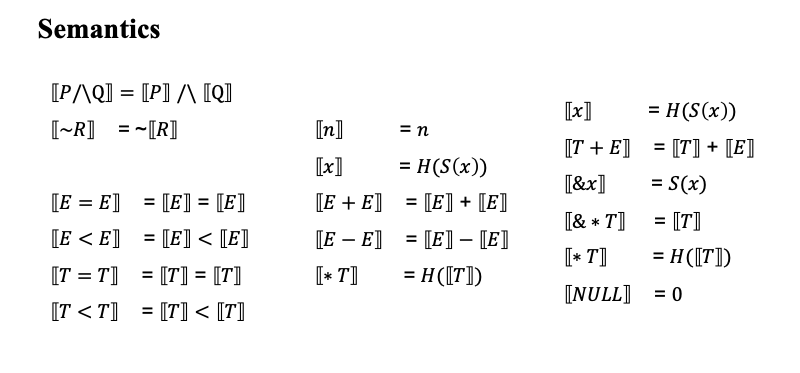 Semantics
⟦P/\Q⟧ = ⟦P⟧ /\ ⟦Q⟧
⟦~R⟧ = ~⟦R⟧
⟦E = E⟧ = ⟦E⟧ = ⟦E⟧
⟦E < E⟧ = ⟦E⟧ < ⟦E⟧
⟦T = T⟧ = ⟦T⟧ = ⟦T⟧
⟦T < T⟧ = ⟦T⟧ < ⟦T⟧
⟦n⟧ = n
⟦x⟧ = H(S(x))
⟦E + E⟧ = ⟦E⟧ + ⟦E⟧
⟦E − E⟧ = ⟦E⟧ − ⟦E⟧
⟦∗ T⟧ = H(⟦T⟧)
⟦x⟧ = H(S(x))
⟦T + E⟧ = ⟦T⟧ + ⟦E⟧
⟦&x⟧ = S(x)
⟦& ∗ T⟧ = ⟦T⟧
⟦∗ T⟧ = H(⟦T⟧)
⟦NULL⟧ = 0